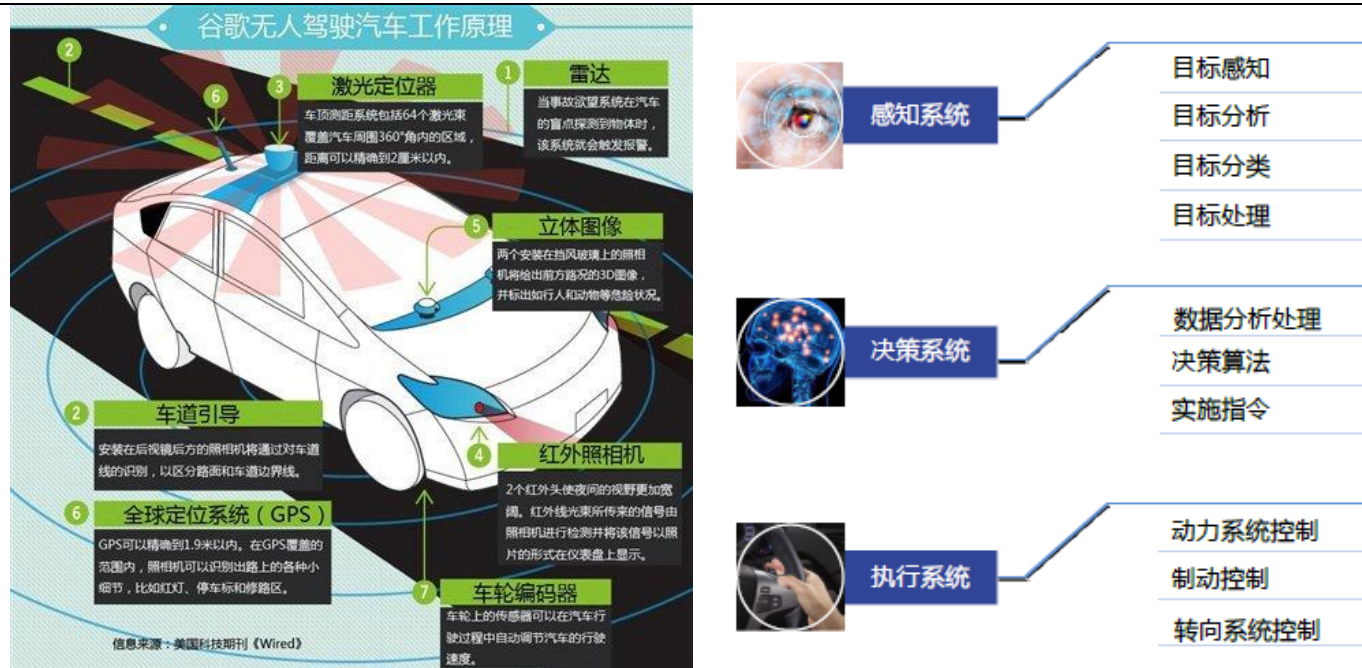 谷歌无人驾驶汽车工作原理
2
6
3
激光定位器
车顶测距系统包括64个激光束
覆盖汽车周围360°角内的区域，
距离可以精确到2厘米以内。
1
雷达
当事故欲望系统在汽车
的盲点探测到物体时，
该系统就会触发报警。
5
立体图像
两个安装在挡风玻璃上的照相
机将给出前方路况的3D图像，
并标出如行人和动物等危险状况。
2
车道引导
安装在后视镜后方的照相机将通过对车道
线的识别，以区分路面和车道边界线。
4
红外照相机
2个红外头使夜间的视野更加宽
阔。红外线光束所传来的信号由
照相机进行检测并将该信号以照
片的形式在仪表盘上显示。
6
全球定位系统（GPS）
GPS可以精确到1.9米以内。在GPS覆盖的
范围内，照相机可以识别出路上的各种小
细节，比如红灯、停车标和修路区。
7
车轮编码器
车轮上的传感器可以在汽车行
驶过程中自动调节汽车的行驶
速度。
信息来源：美国科技期刊《Wired》
感知系统
目标感知
目标分析
目标分类
目标处理
决策系统
数据分析处理
决策算法
实施指令
执行系统
动力系统控制
制动控制
转向系统控制